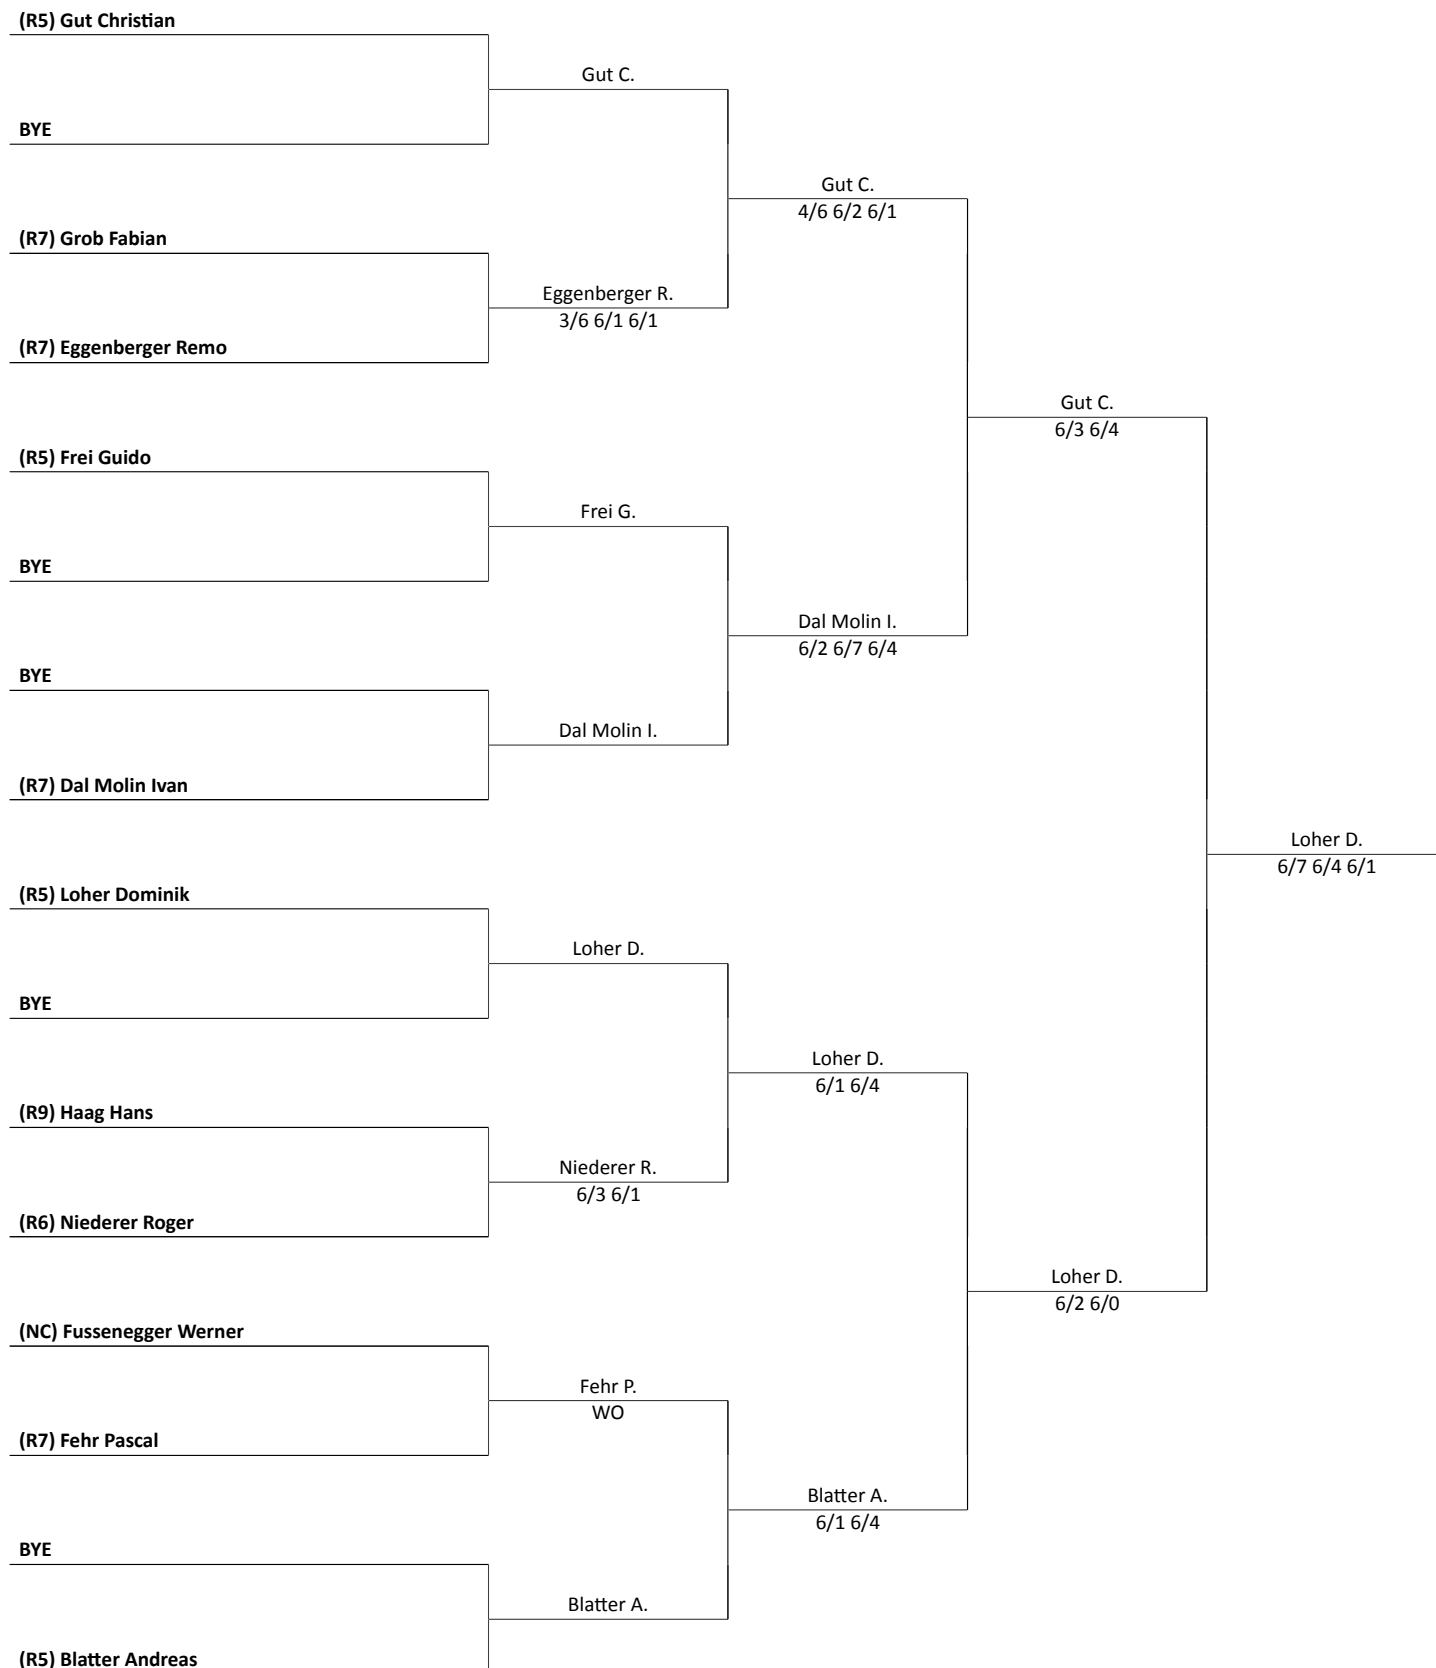 (R5) Gut Christian
Gut C.
BYE
Gut C.
4/6 6/2 6/1
(R7) Grob Fabian
Eggenberger R.
3/6 6/1 6/1
(R7) Eggenberger Remo
Gut C.
6/3 6/4
(R5) Frei Guido
Frei G.
BYE
Dal Molin I.
6/2 6/7 6/4
BYE
Dal Molin I.
(R7) Dal Molin Ivan
Loher D.
6/7 6/4 6/1
(R5) Loher Dominik
Loher D.
BYE
Loher D.
6/1 6/4
(R9) Haag Hans
Niederer R.
6/3 6/1
(R6) Niederer Roger
Loher D.
6/2 6/0
(NC) Fussenegger Werner
Fehr P.
WO
(R7) Fehr Pascal
Blatter A.
6/1 6/4
BYE
Blatter A.
(R5) Blatter Andreas